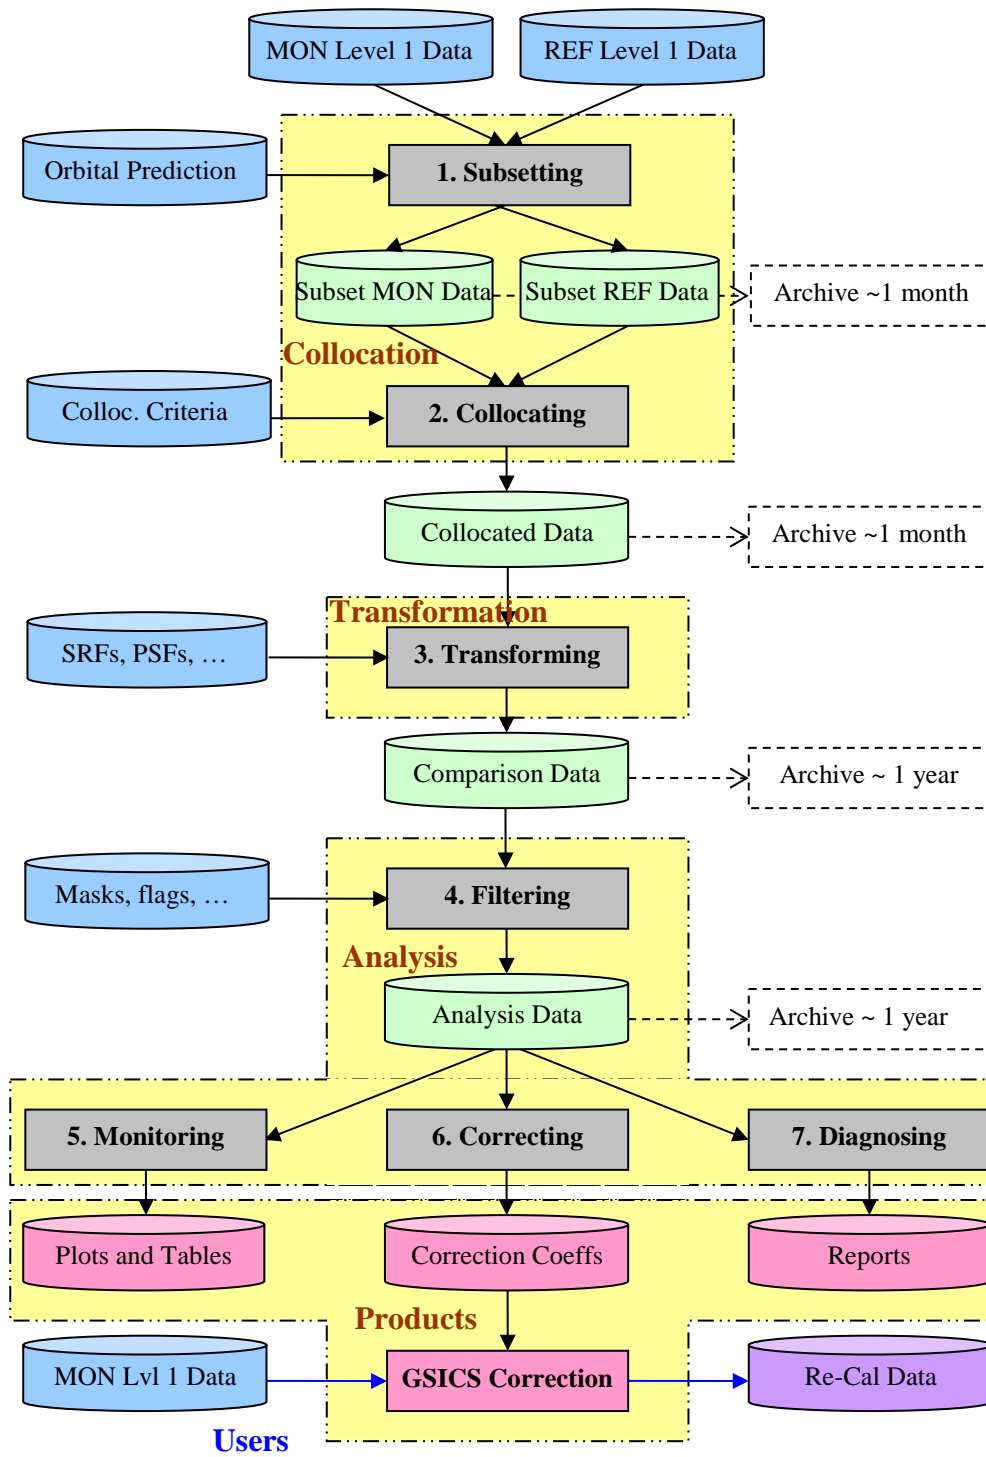 MON Level 1 Data
REF Level 1 Data
Orbital Prediction
1. Subsetting
Subset MON Data
Subset REF Data
Archive ~1 month
Collocation
Colloc. Criteria
2. Collocating
Collocated Data
Archive ~1 month
Transformation
SRFs, PSFs, …
3. Transforming
Comparison Data
Archive ~ 1 year
Masks, flags, …
4. Filtering
Analysis
Analysis Data
Archive ~ 1 year
5. Monitoring
6. Correcting
7. Diagnosing
Plots and Tables
Correction Coeffs
Reports
Products
MON Lvl 1 Data
GSICS Correction
Re-Cal Data
Users